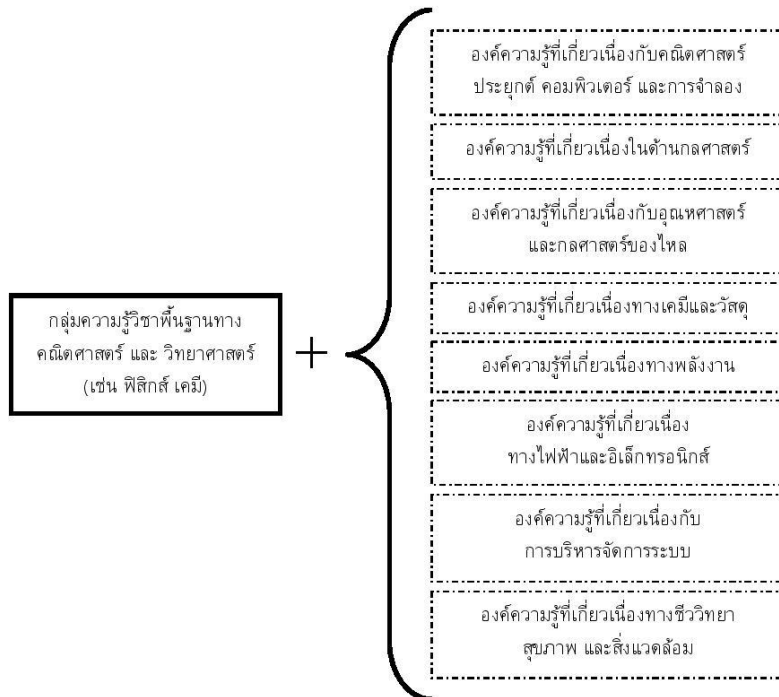 กลุ่มความรู้วิชาพื้นฐานทาง
คณิตศาสตร์ และ วิทยาศาสตร์
(เช่น ฟิสิกส์ เคมี)
+
องค์ความรู้ที่เกี่ยวเนื่องกับคณิตศาสตร์
ประยุกต์ คอมพิวเตอร์ และการจำลอง
องค์ความรู้ที่เกี่ยวเนื่องในด้านกลศาสตร์
องค์ความรู้ที่เกี่ยวเนื่องกับอุณหศาสตร์
และกลศาสตร์ของไหล
องค์ความรู้ที่เกี่ยวเนื่องทางเคมีและวัสดุ
องค์ความรู้ที่เกี่ยวเนื่องทางพลังงาน
องค์ความรู้ที่เกี่ยวเนื่อง
ทางไฟฟ้าและอิเล็กทรอนิกส์
องค์ความรู้ที่เกี่ยวเนื่องกับ
การบริหารจัดการระบบ
องค์ความรู้ที่เกี่ยวเนื่องทางชีววิทยา
สุขภาพ และสิ่งแวดล้อม